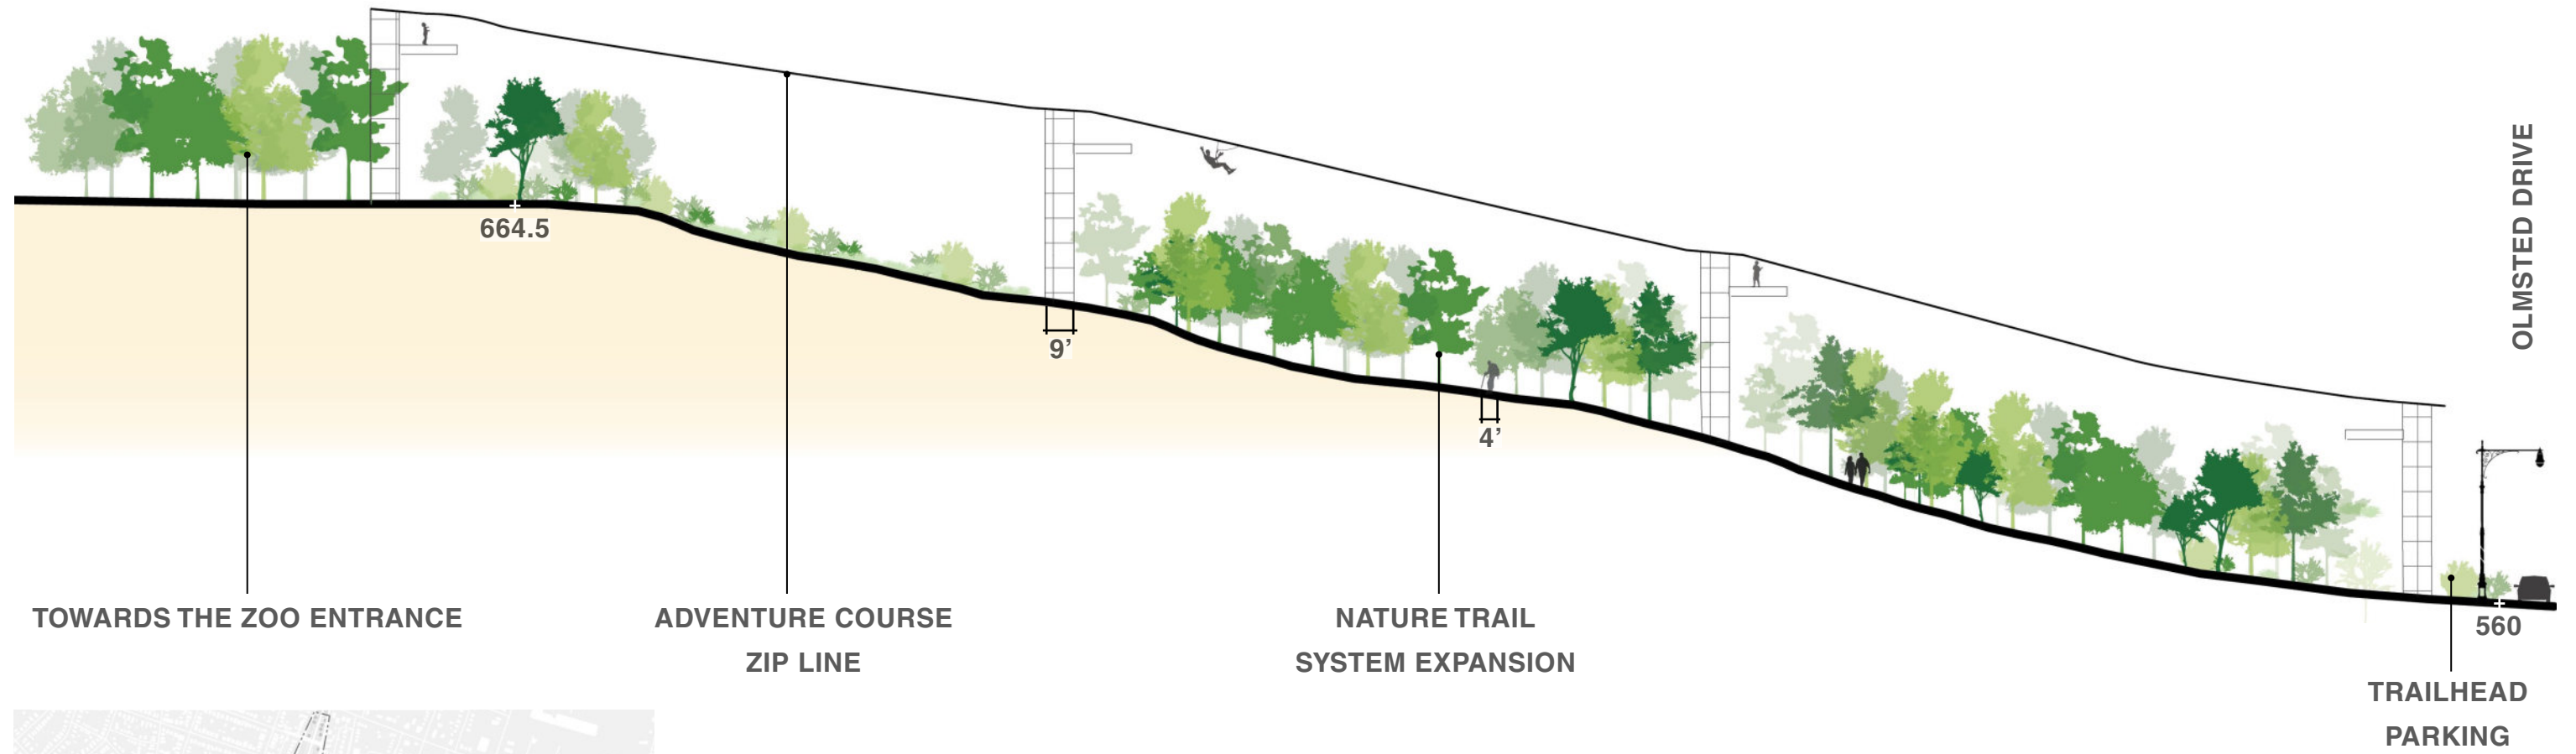 OLMSTED DRIVE
664.5
9’
4’
560
TOWARDS THE ZOO ENTRANCE
ADVENTURE COURSE
ZIP LINE
NATURE TRAIL
SYSTEM EXPANSION
TRAILHEAD
PARKING